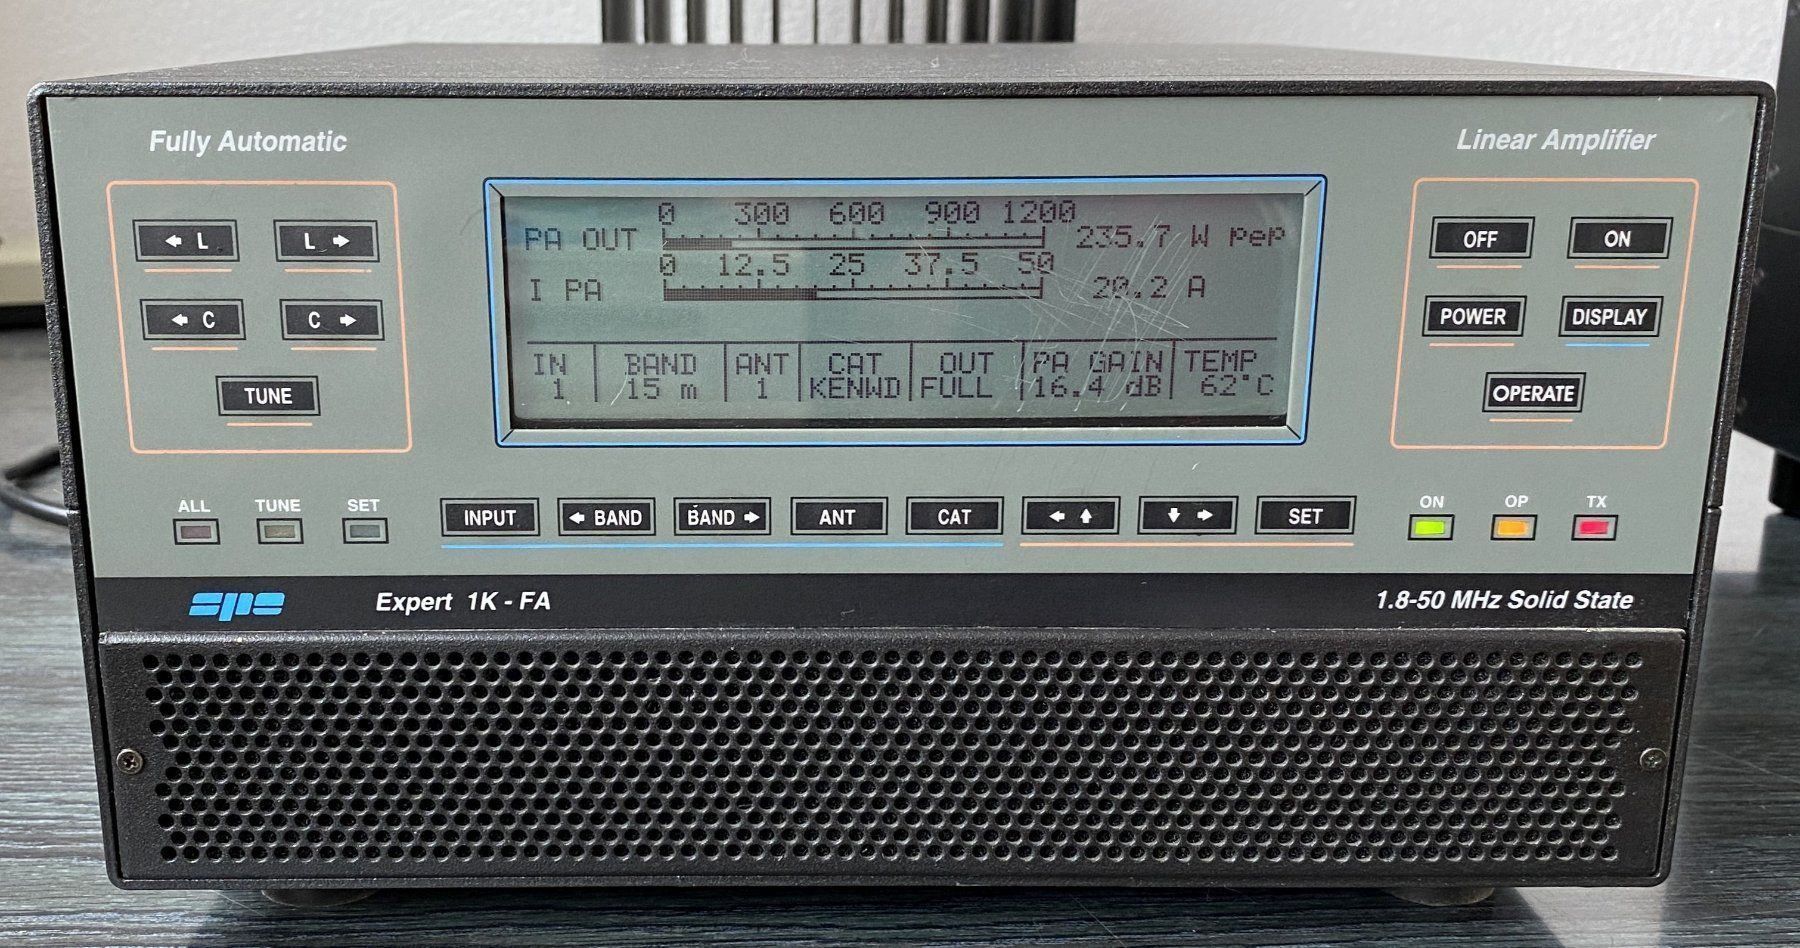 Fully Automatic
Linear Amplifier
← L
L →
← C
C →
TUNE
0 300 600 900 1200
PA OUT 235.7 W pep
0 12.5 25 37.5 50
I PA 20.2 A
IN BAND ANT CAT OUT PA GAIN TEMP
1 15 m 1 KENWD FULL 16.4 dB 62°C
OFF
ON
POWER
DISPLAY
OPERATE
ALL TUNE SET
INPUT ← BAND BAND → ANT CAT ← ↑ ↓ → SET
ON OP TX
spe
Expert 1K - FA
1.8-50 MHz Solid State